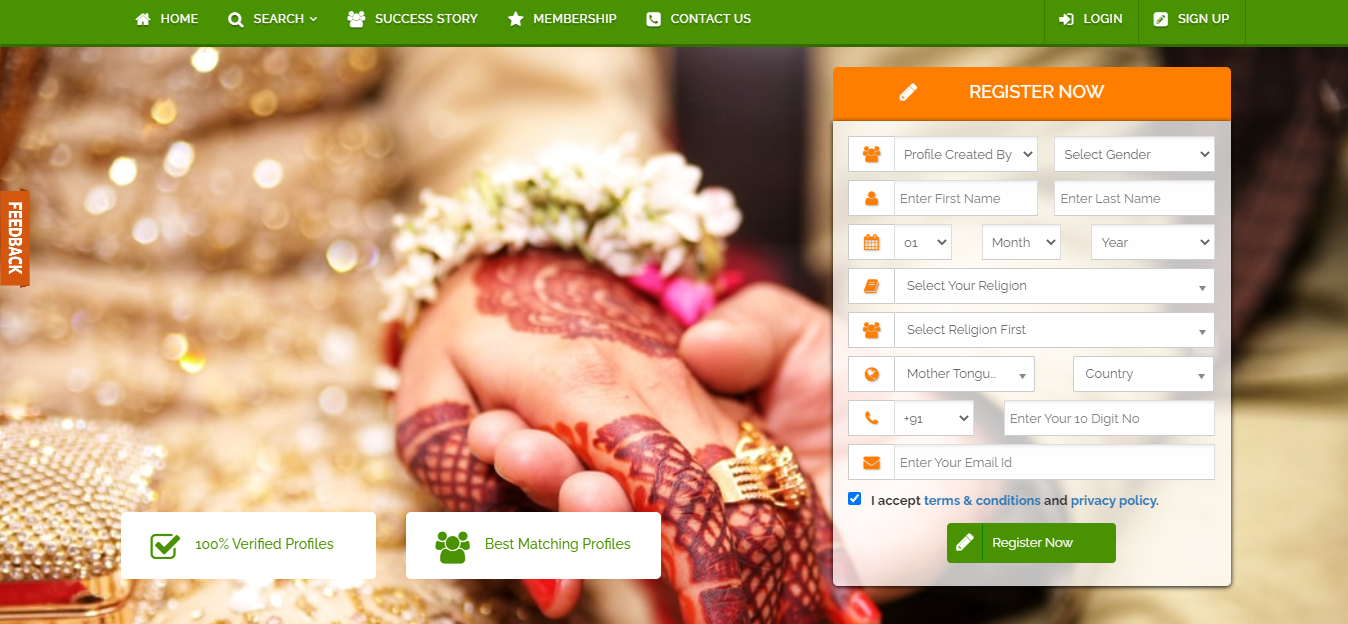 HOME SEARCH SUCCESS STORY MEMBERSHIP CONTACT US LOGIN SIGN UP
REGISTER NOW
Profile Created By Select Gender
Enter First Name Enter Last Name
01 Month Year
Select Your Religion
Select Religion First
Mother Tongu... Country
+91 Enter Your 10 Digit No
Enter Your Email Id
I accept terms & conditions and privacy policy.
Register Now
FEEDBACK
100% Verified Profiles Best Matching Profiles